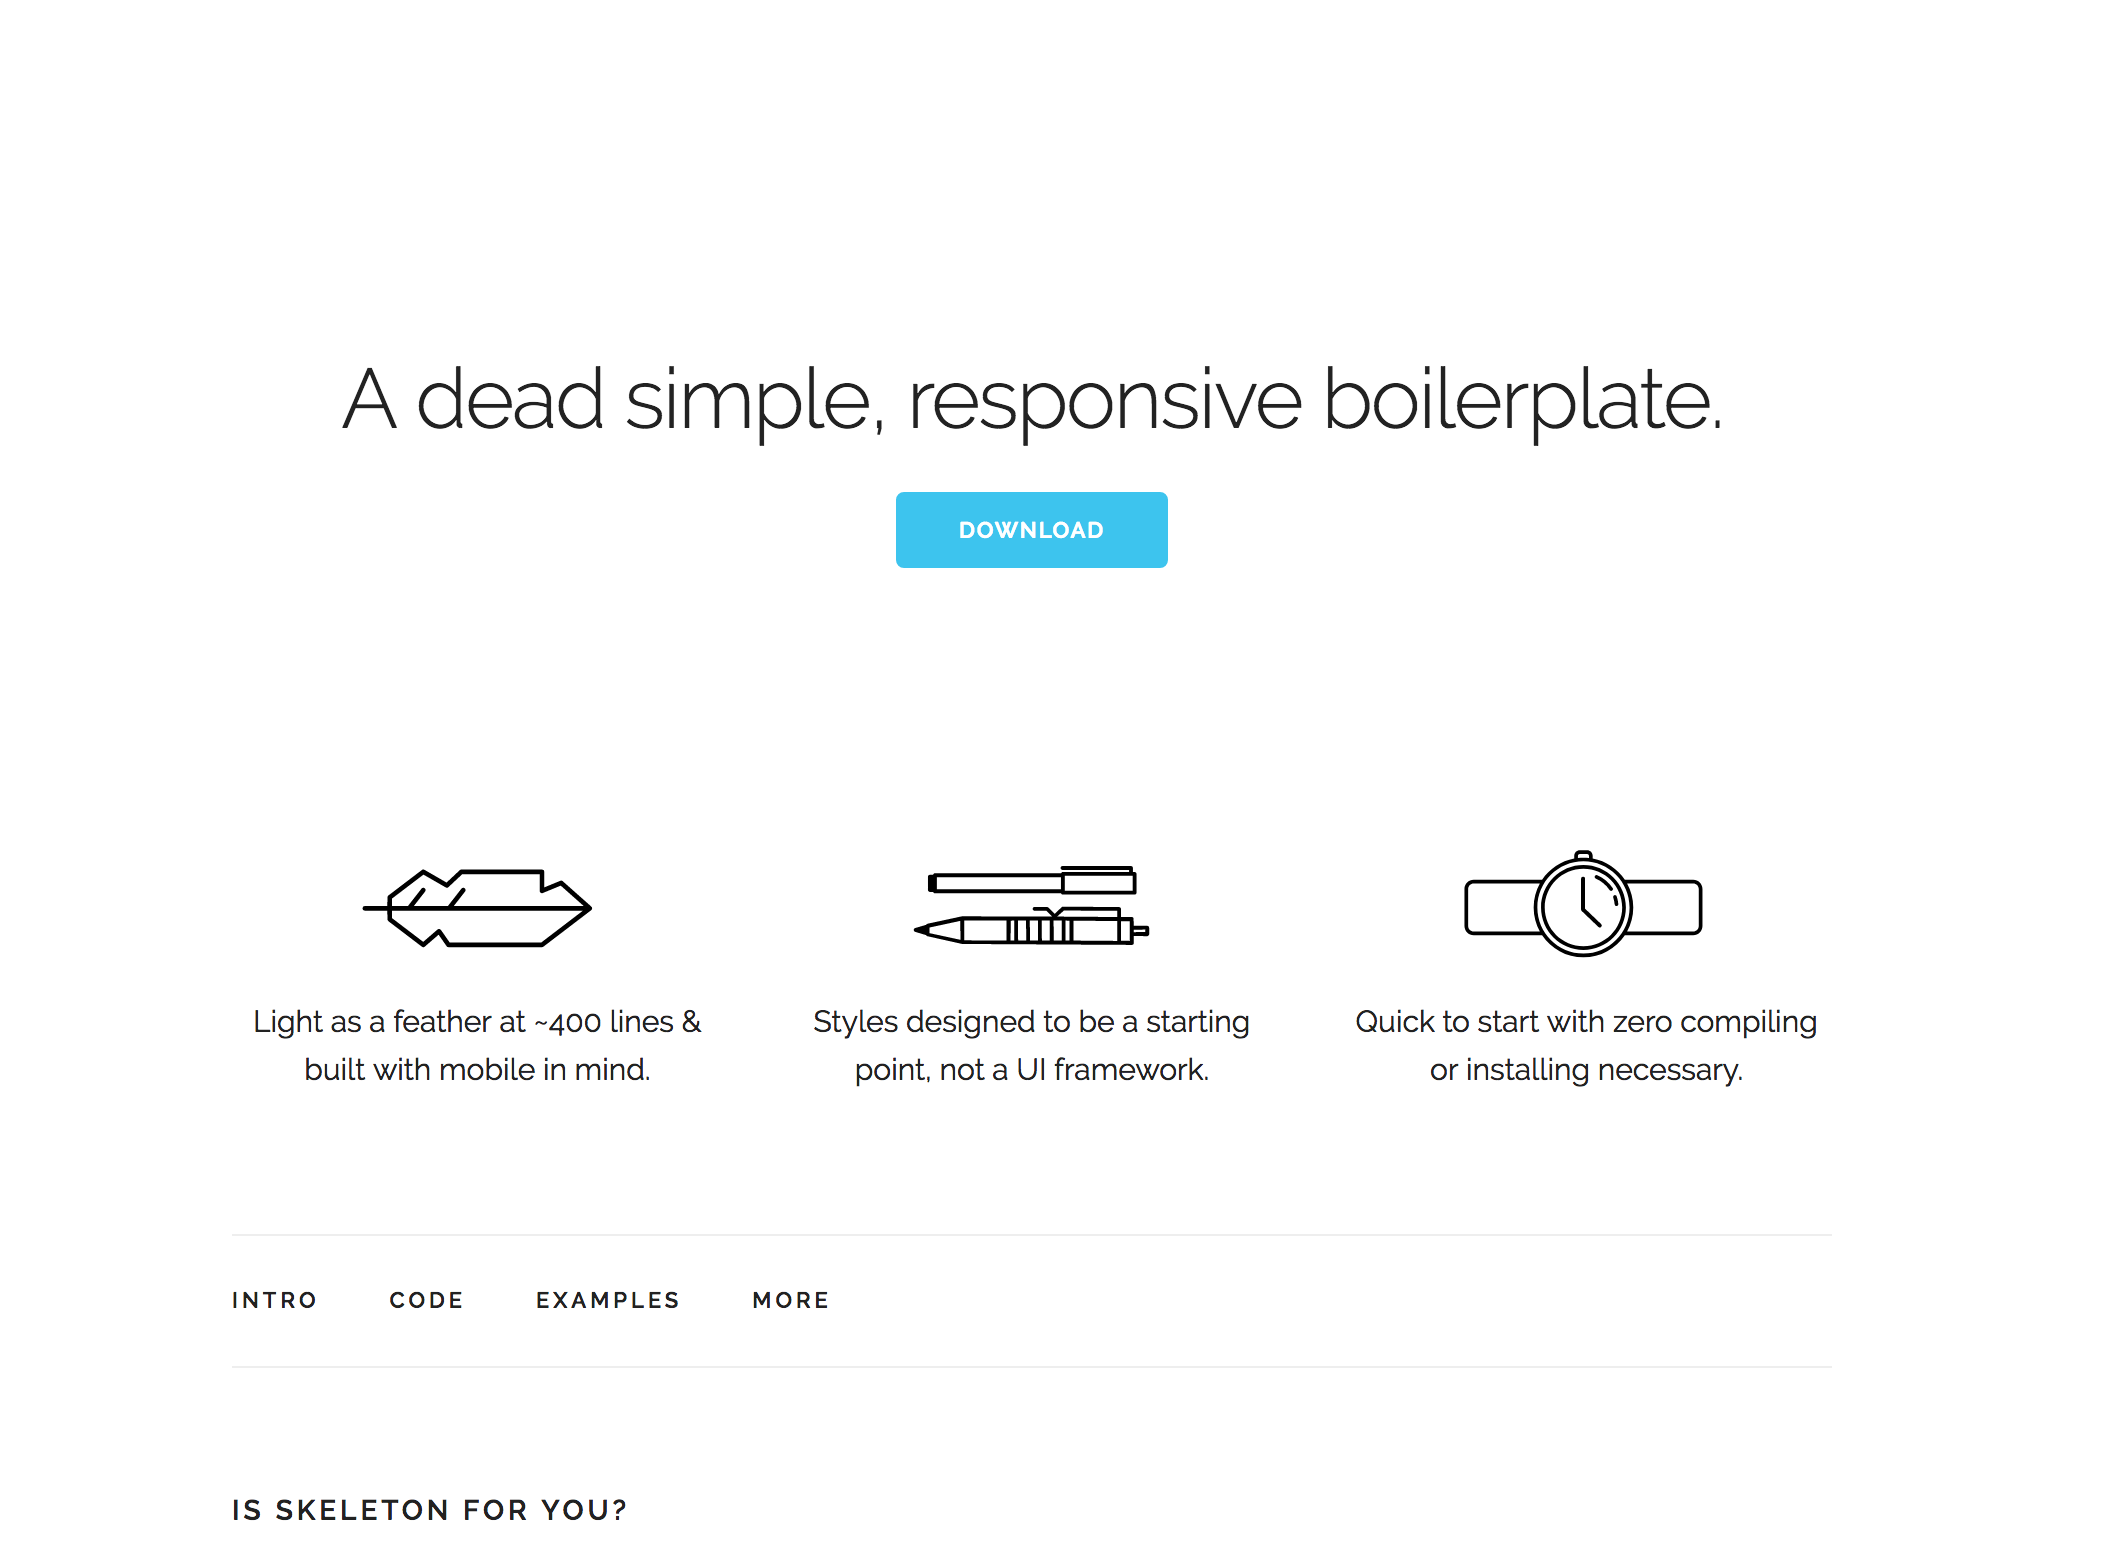 A dead simple, responsive boilerplate.
DOWNLOAD
Light as a feather at ~400 lines &
built with mobile in mind.
Styles designed to be a starting
point, not a UI framework.
Quick to start with zero compiling
or installing necessary.
INTRO CODE EXAMPLES MORE
IS SKELETON FOR YOU?